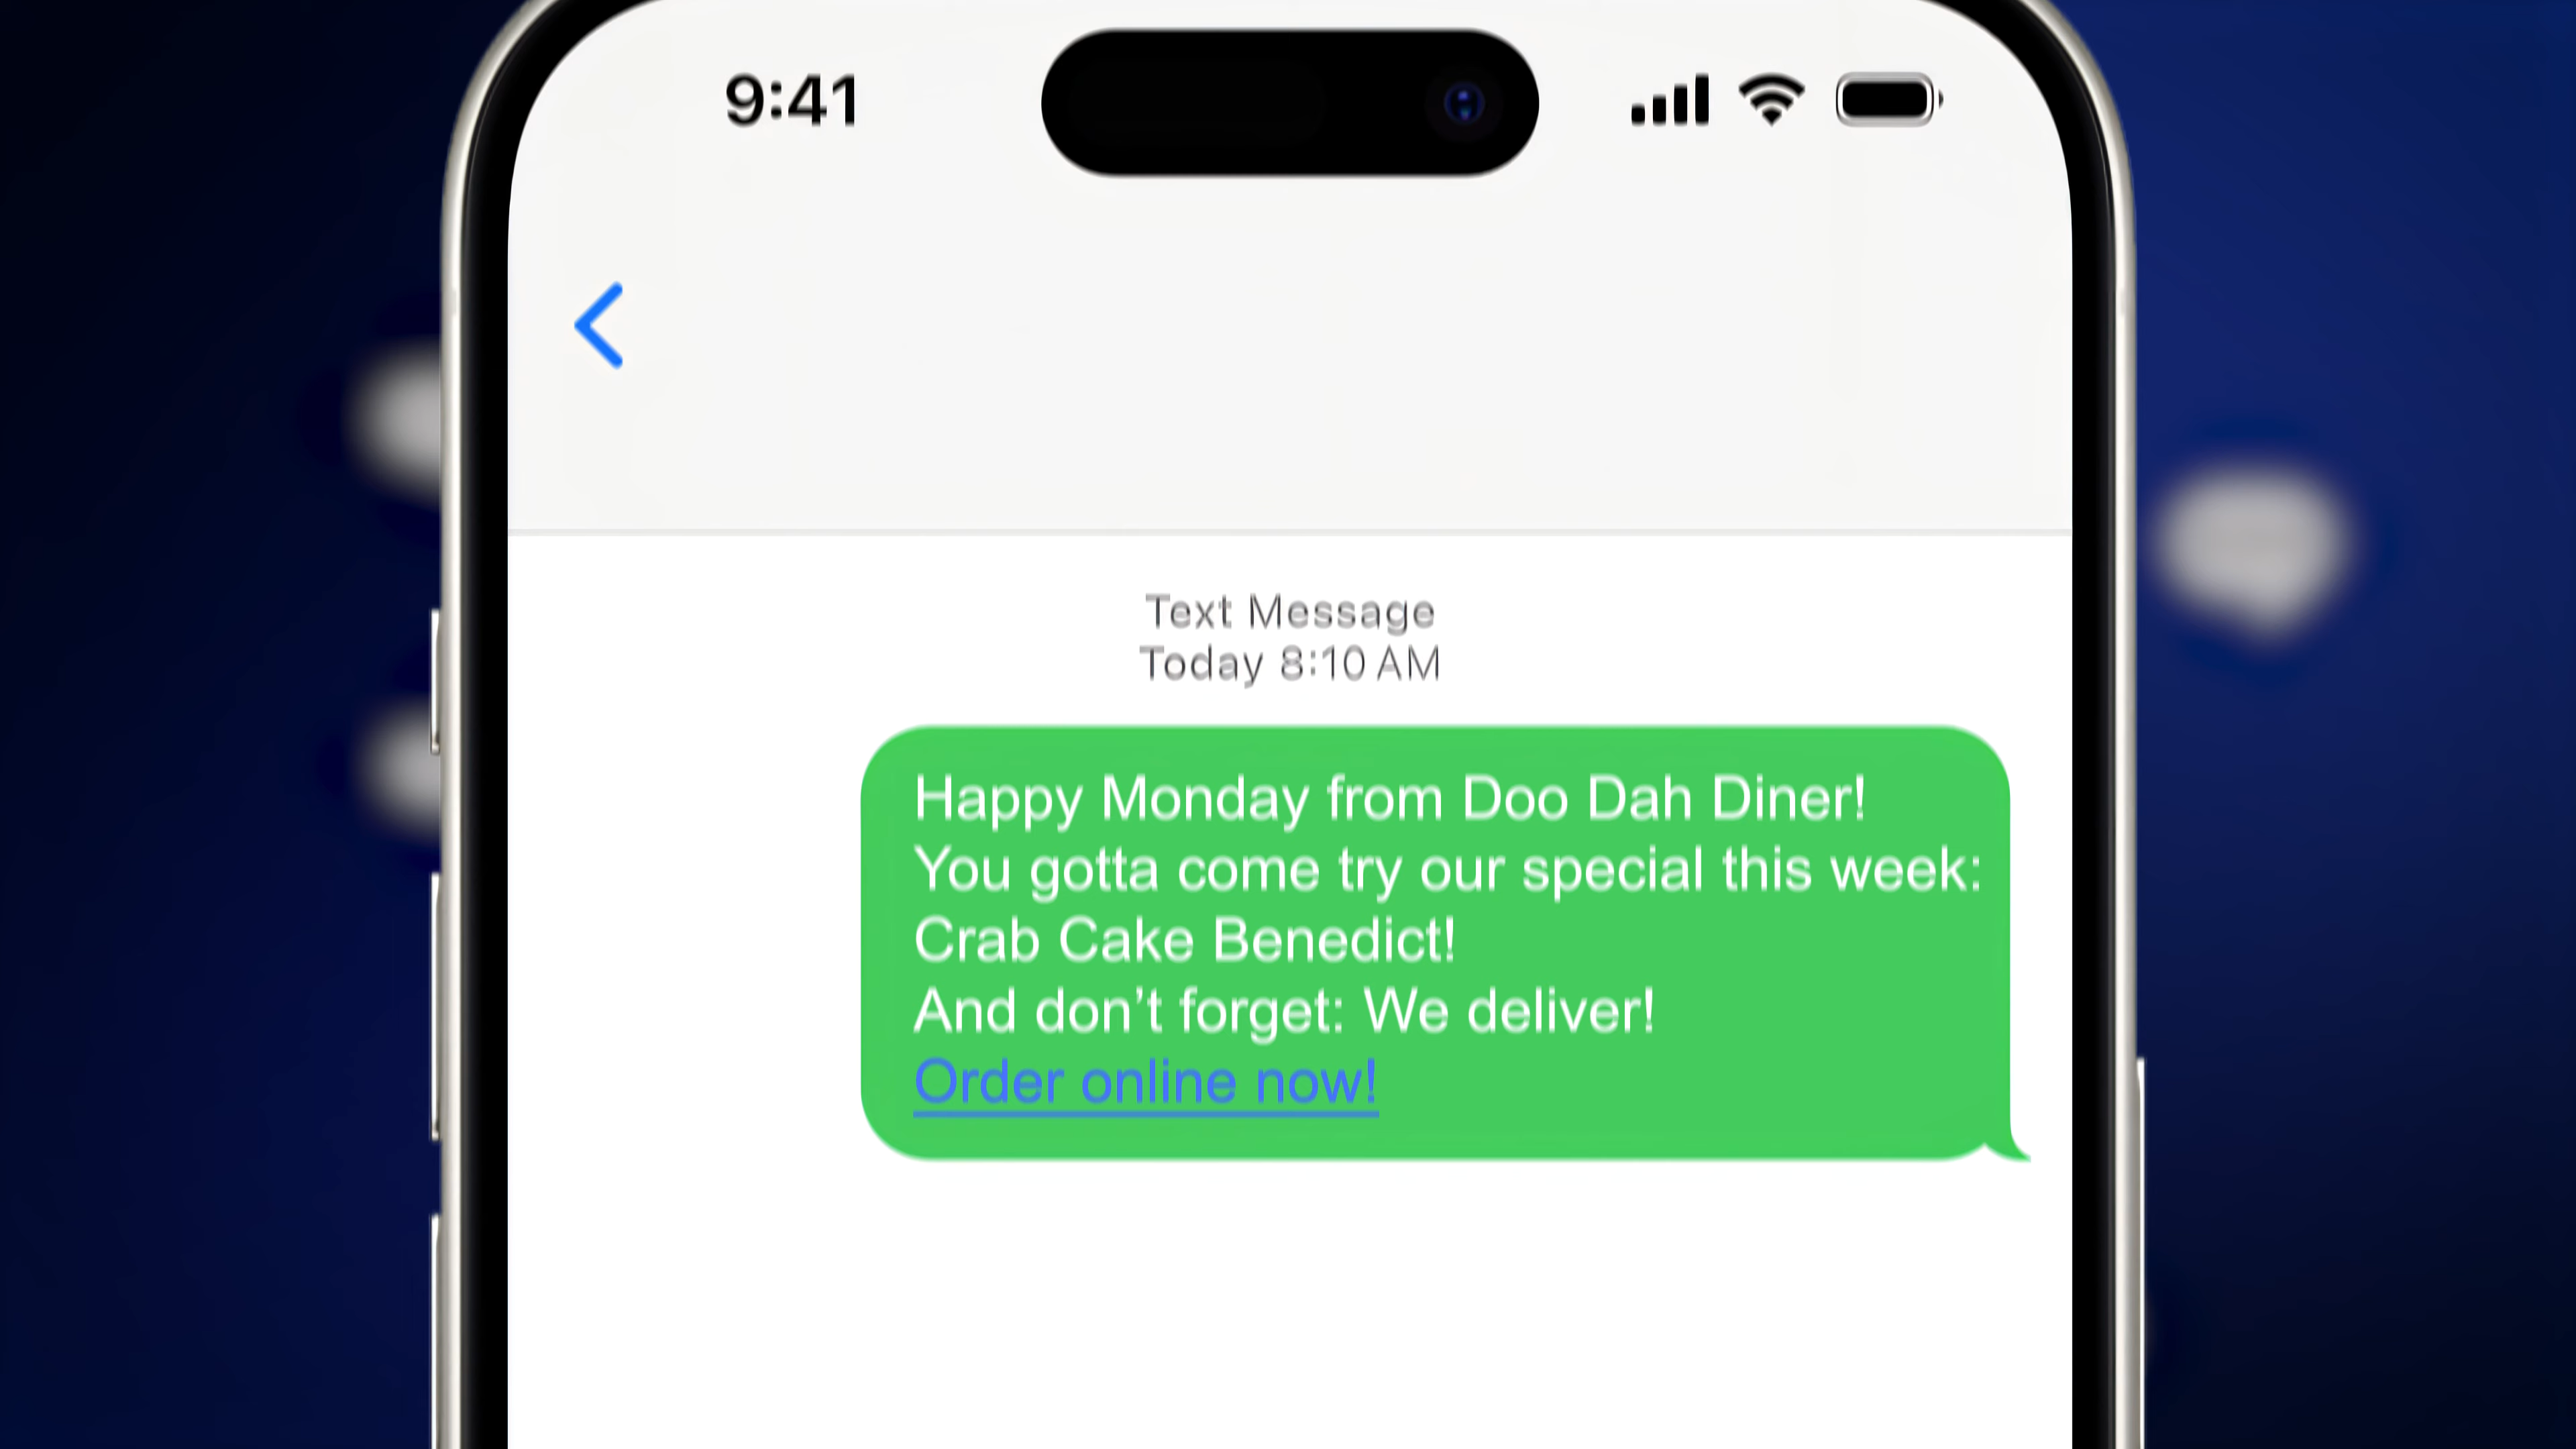 9:41
Text Message
Today 8:10 AM
Happy Monday from Doo Dah Diner!
You gotta come try our special this week:
Crab Cake Benedict!
And don’t forget: We deliver!
Order online now!